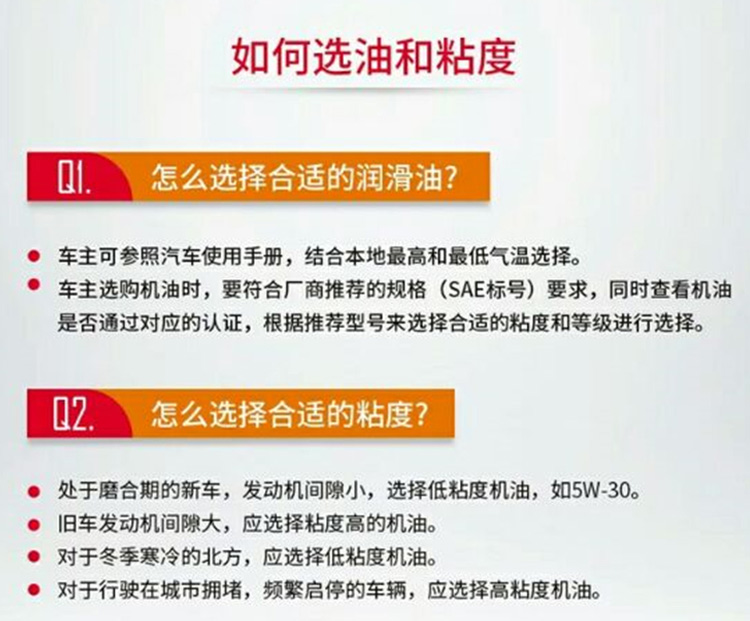 如何选油和粘度
Q1. 怎么选择合适的润滑油?
车主可参照汽车使用手册，结合本地最高和最低气温选择。
车主选购机油时，要符合厂商推荐的规格（SAE标号）要求，同时查看机油
是否通过对应的认证，根据推荐型号来选择合适的粘度和等级进行选择。
Q2. 怎么选择合适的粘度?
处于磨合期的新车，发动机间隙小，选择低粘度机油，如5W-30。
旧车发动机间隙大，应选择粘度高的机油。
对于冬季寒冷的北方，应选择低粘度机油。
对于行驶在城市拥堵，频繁启停的车辆，应选择高粘度机油。